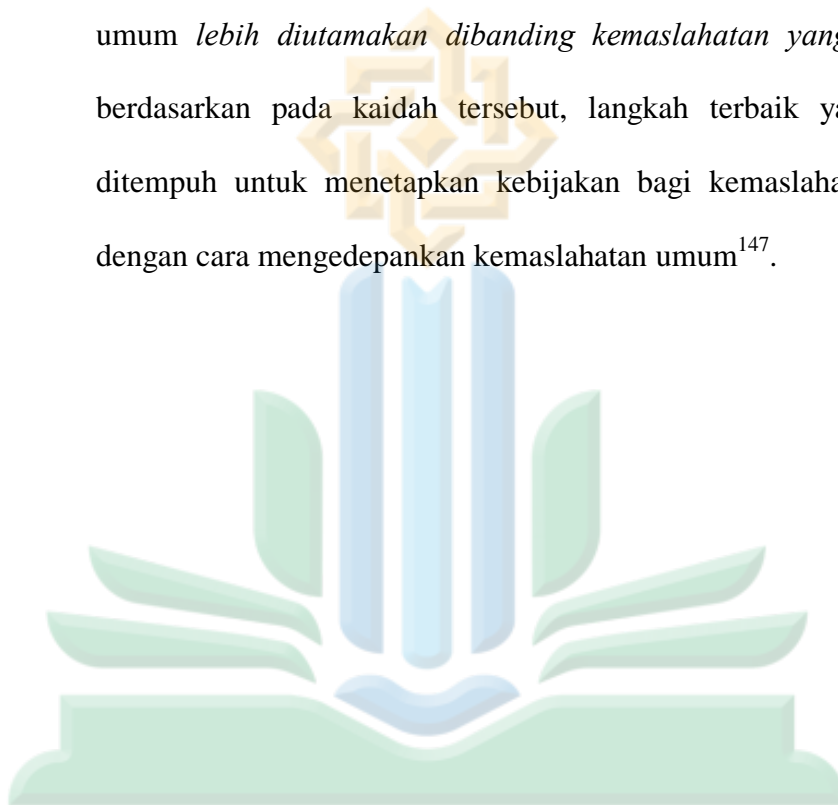 umum lebih diutamakan dibanding kemaslahatan
berdasarkan pada kaidah tersebut, langkah terbaik
ditempuh untuk menetapkan kebijakan bagi
dengan cara mengedepankan kemaslahatan umum147.